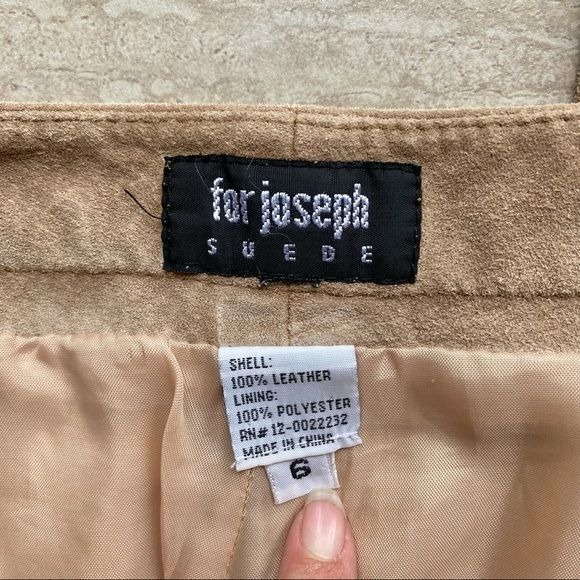 for joseph
SUEDE
SHELL:
100% LEATHER
LINING:
100% POLYESTER
RN# 12-0022232
MADE IN CHINA
6